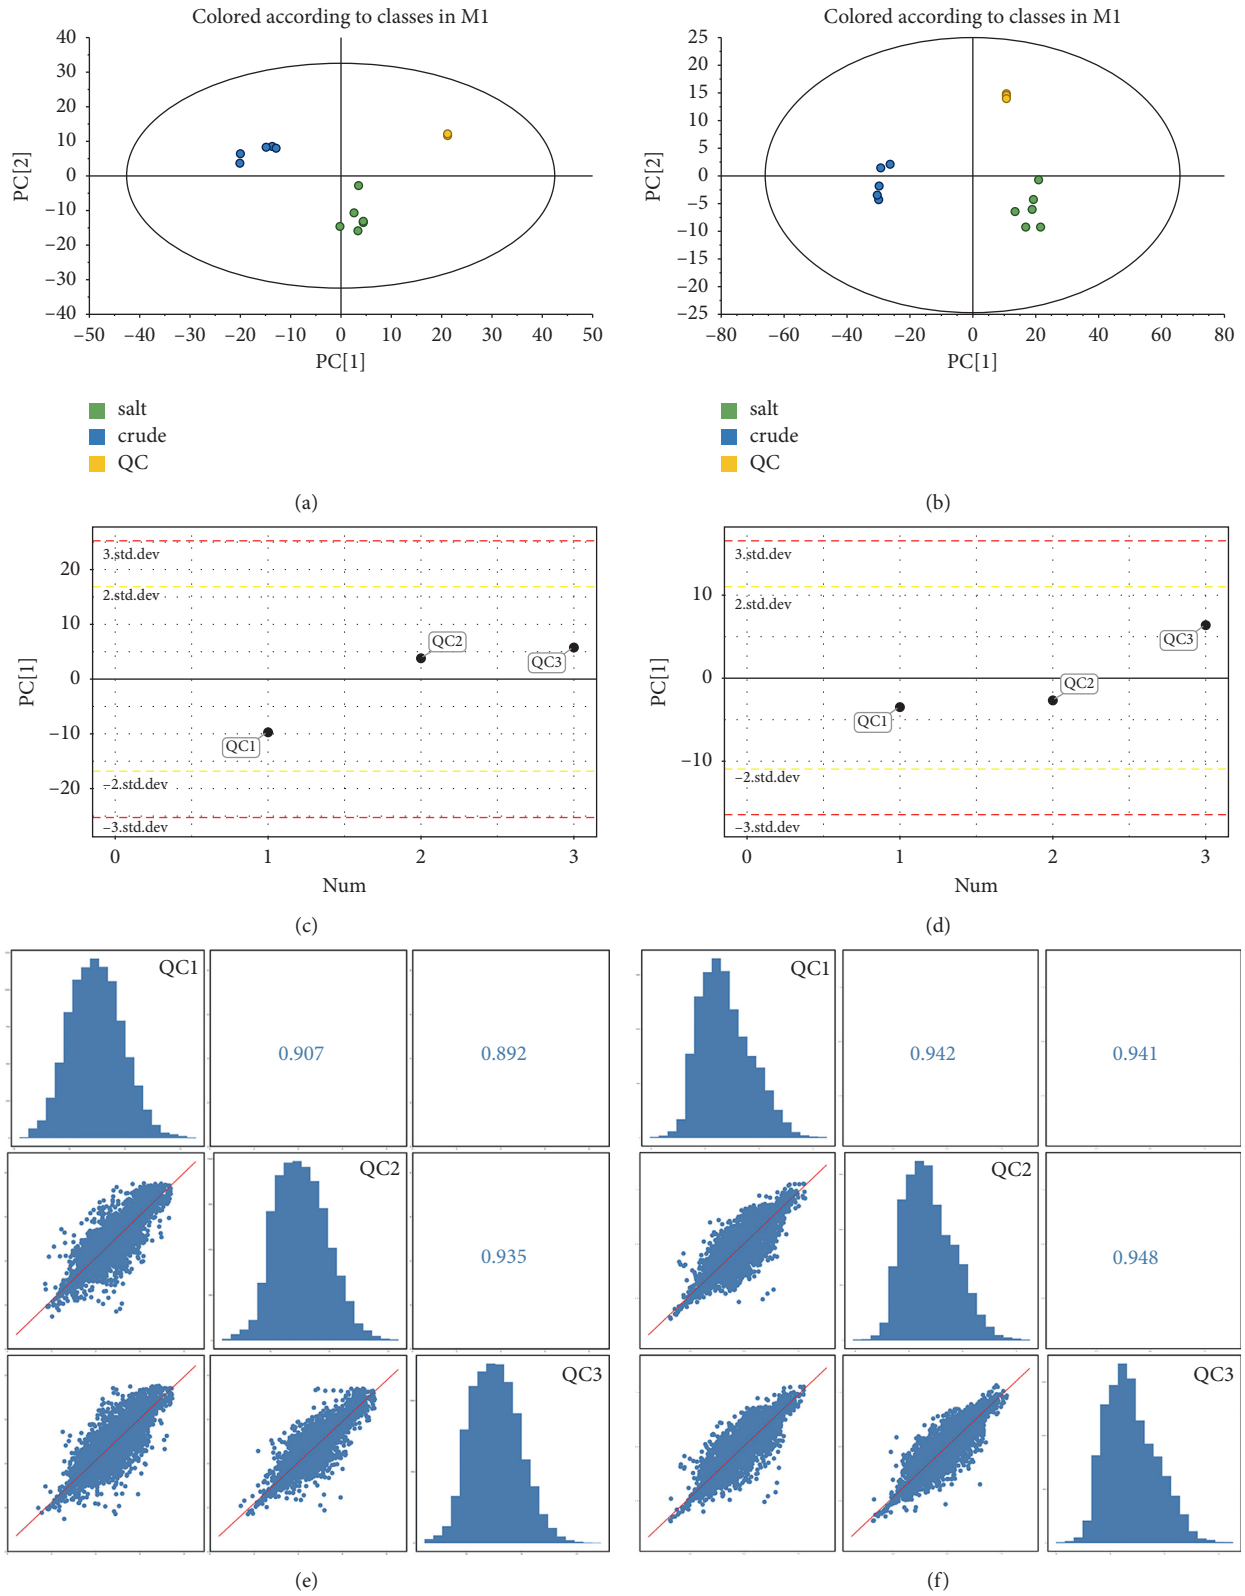 Colored according to classes in M1
40
30
20
10
0
−10
−20
−30
−40
PC[2]
−50 −40 −30 −20 −10 0 10 20 30 40 50
PC[1]
salt
crude
QC
(a)
Colored according to classes in M1
25
20
15
10
5
0
−5
−10
−15
−20
−25
PC[2]
−80 −60 −40 −20 0 20 40 60 80
PC[1]
salt
crude
QC
(b)
3.std.dev
20
2.std.dev
10
QC2
QC3
0
PC[1]
−10
QC1
−2.std.dev
−20
−3.std.dev
0 1 2 3
Num
(c)
3.std.dev
10
2.std.dev
QC3
0
PC[1]
QC2
QC1
−10
−2.std.dev
−3.std.dev
0 1 2 3
Num
(d)
QC1
0.907 0.892
QC2
0.935
QC3
(e)
QC1
0.942 0.941
QC2
0.948
QC3
(f)